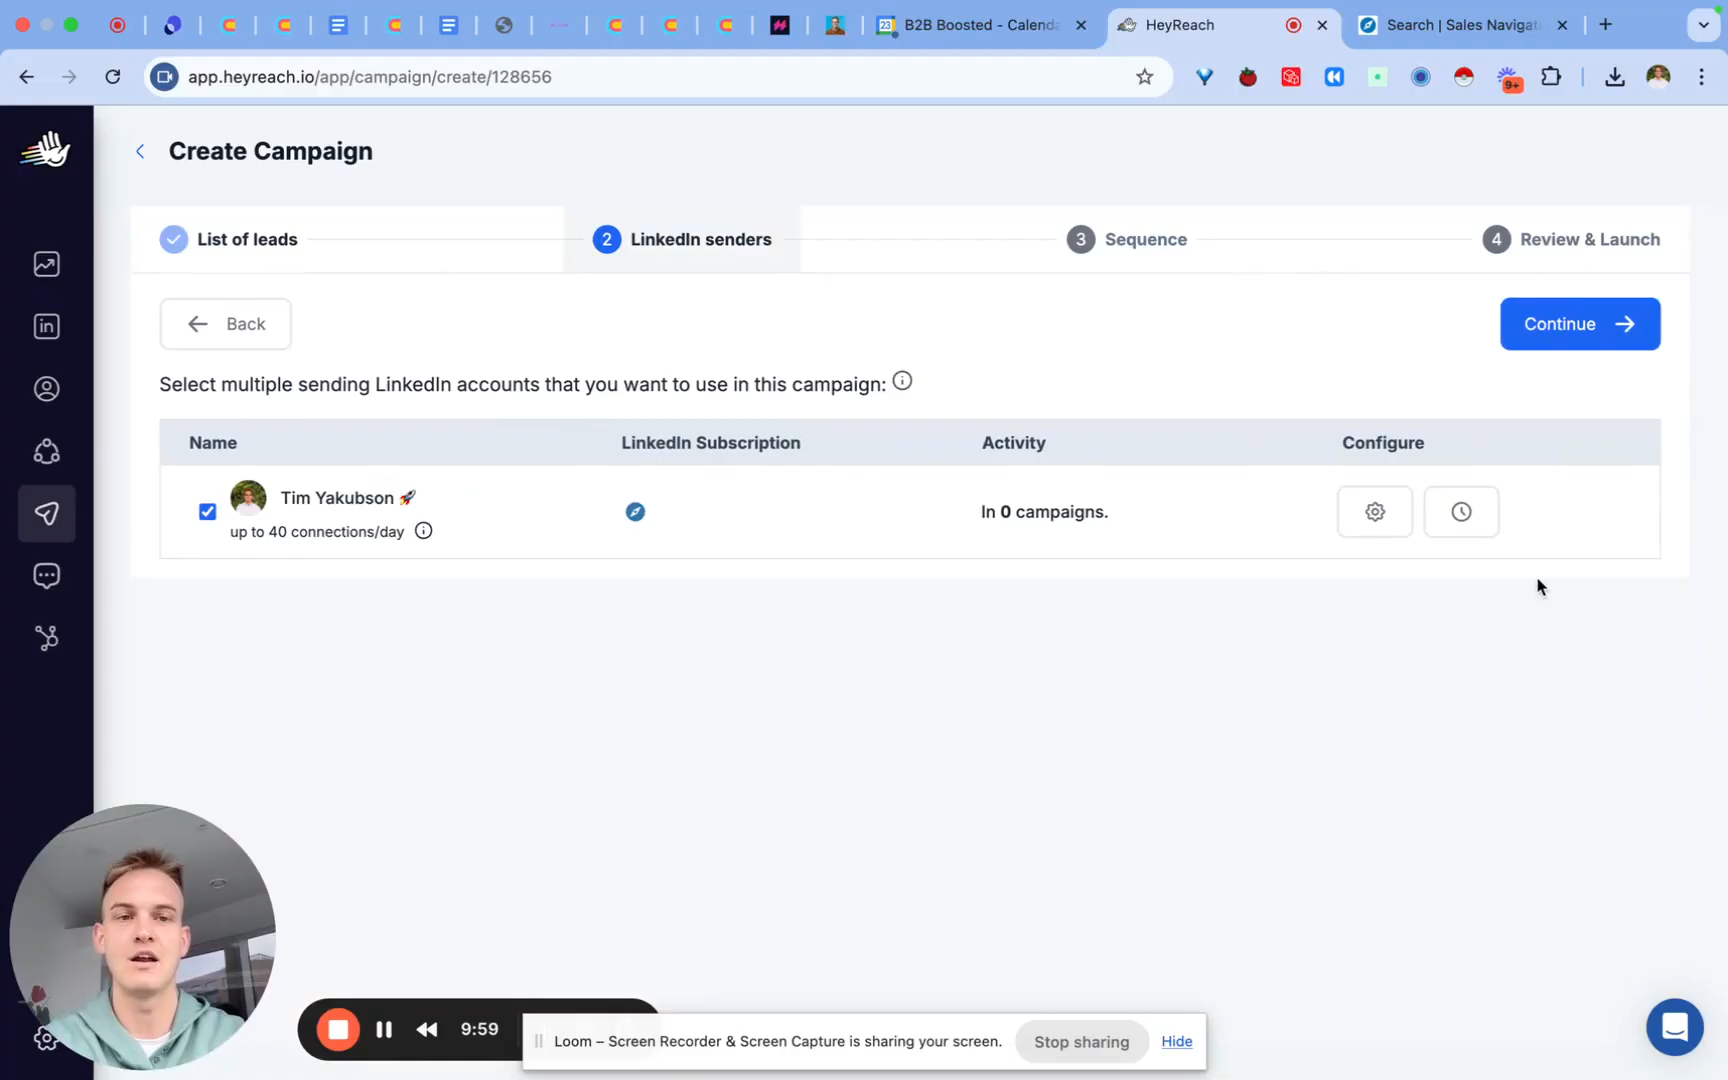 B2B Boosted - Calenda
HeyReach
Search | Sales Navigat
app.heyreach.io/app/campaign/create/128656
9+
Create Campaign
List of leads
2 LinkedIn senders
3 Sequence
4 Review & Launch
Back
Continue
Select multiple sending LinkedIn accounts that you want to use in this campaign:
Name LinkedIn Subscription Activity Configure
Tim Yakubson 🚀
up to 40 connections/day
In 0 campaigns.
9:59
Loom – Screen Recorder & Screen Capture is sharing your screen.
Stop sharing
Hide